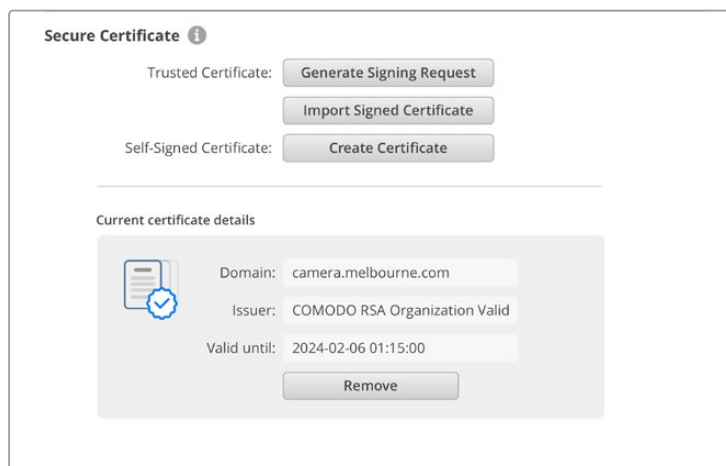 Secure Certificate
Trusted Certificate: Generate Signing Request
Import Signed Certificate
Self-Signed Certificate: Create Certificate
Current certificate details
Domain: camera.melbourne.com
Issuer: COMODO RSA Organization Valid
Valid until: 2024-02-06 01:15:00
Remove